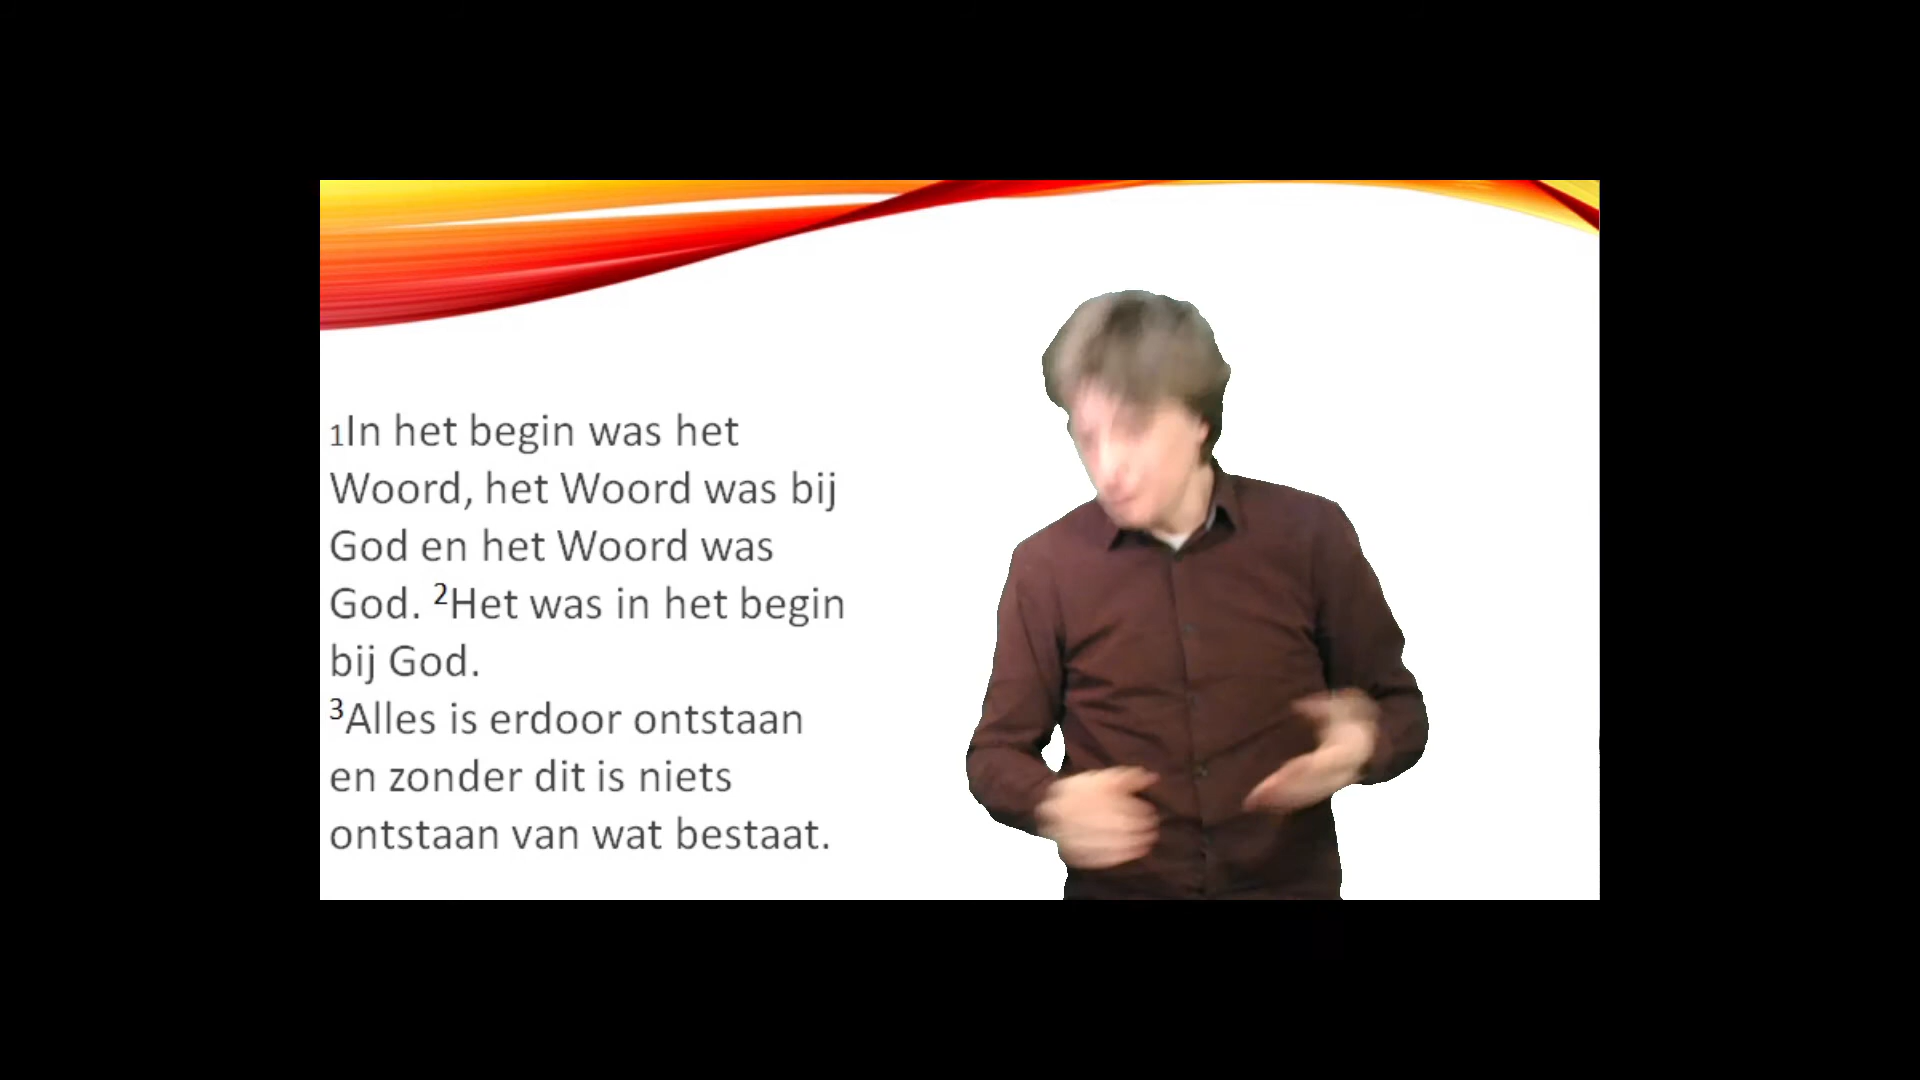 1In het begin was het
Woord, het Woord was bij
God en het Woord was
God. ²Het was in het begin
bij God.
³Alles is erdoor ontstaan
en zonder dit is niets
ontstaan van wat bestaat.